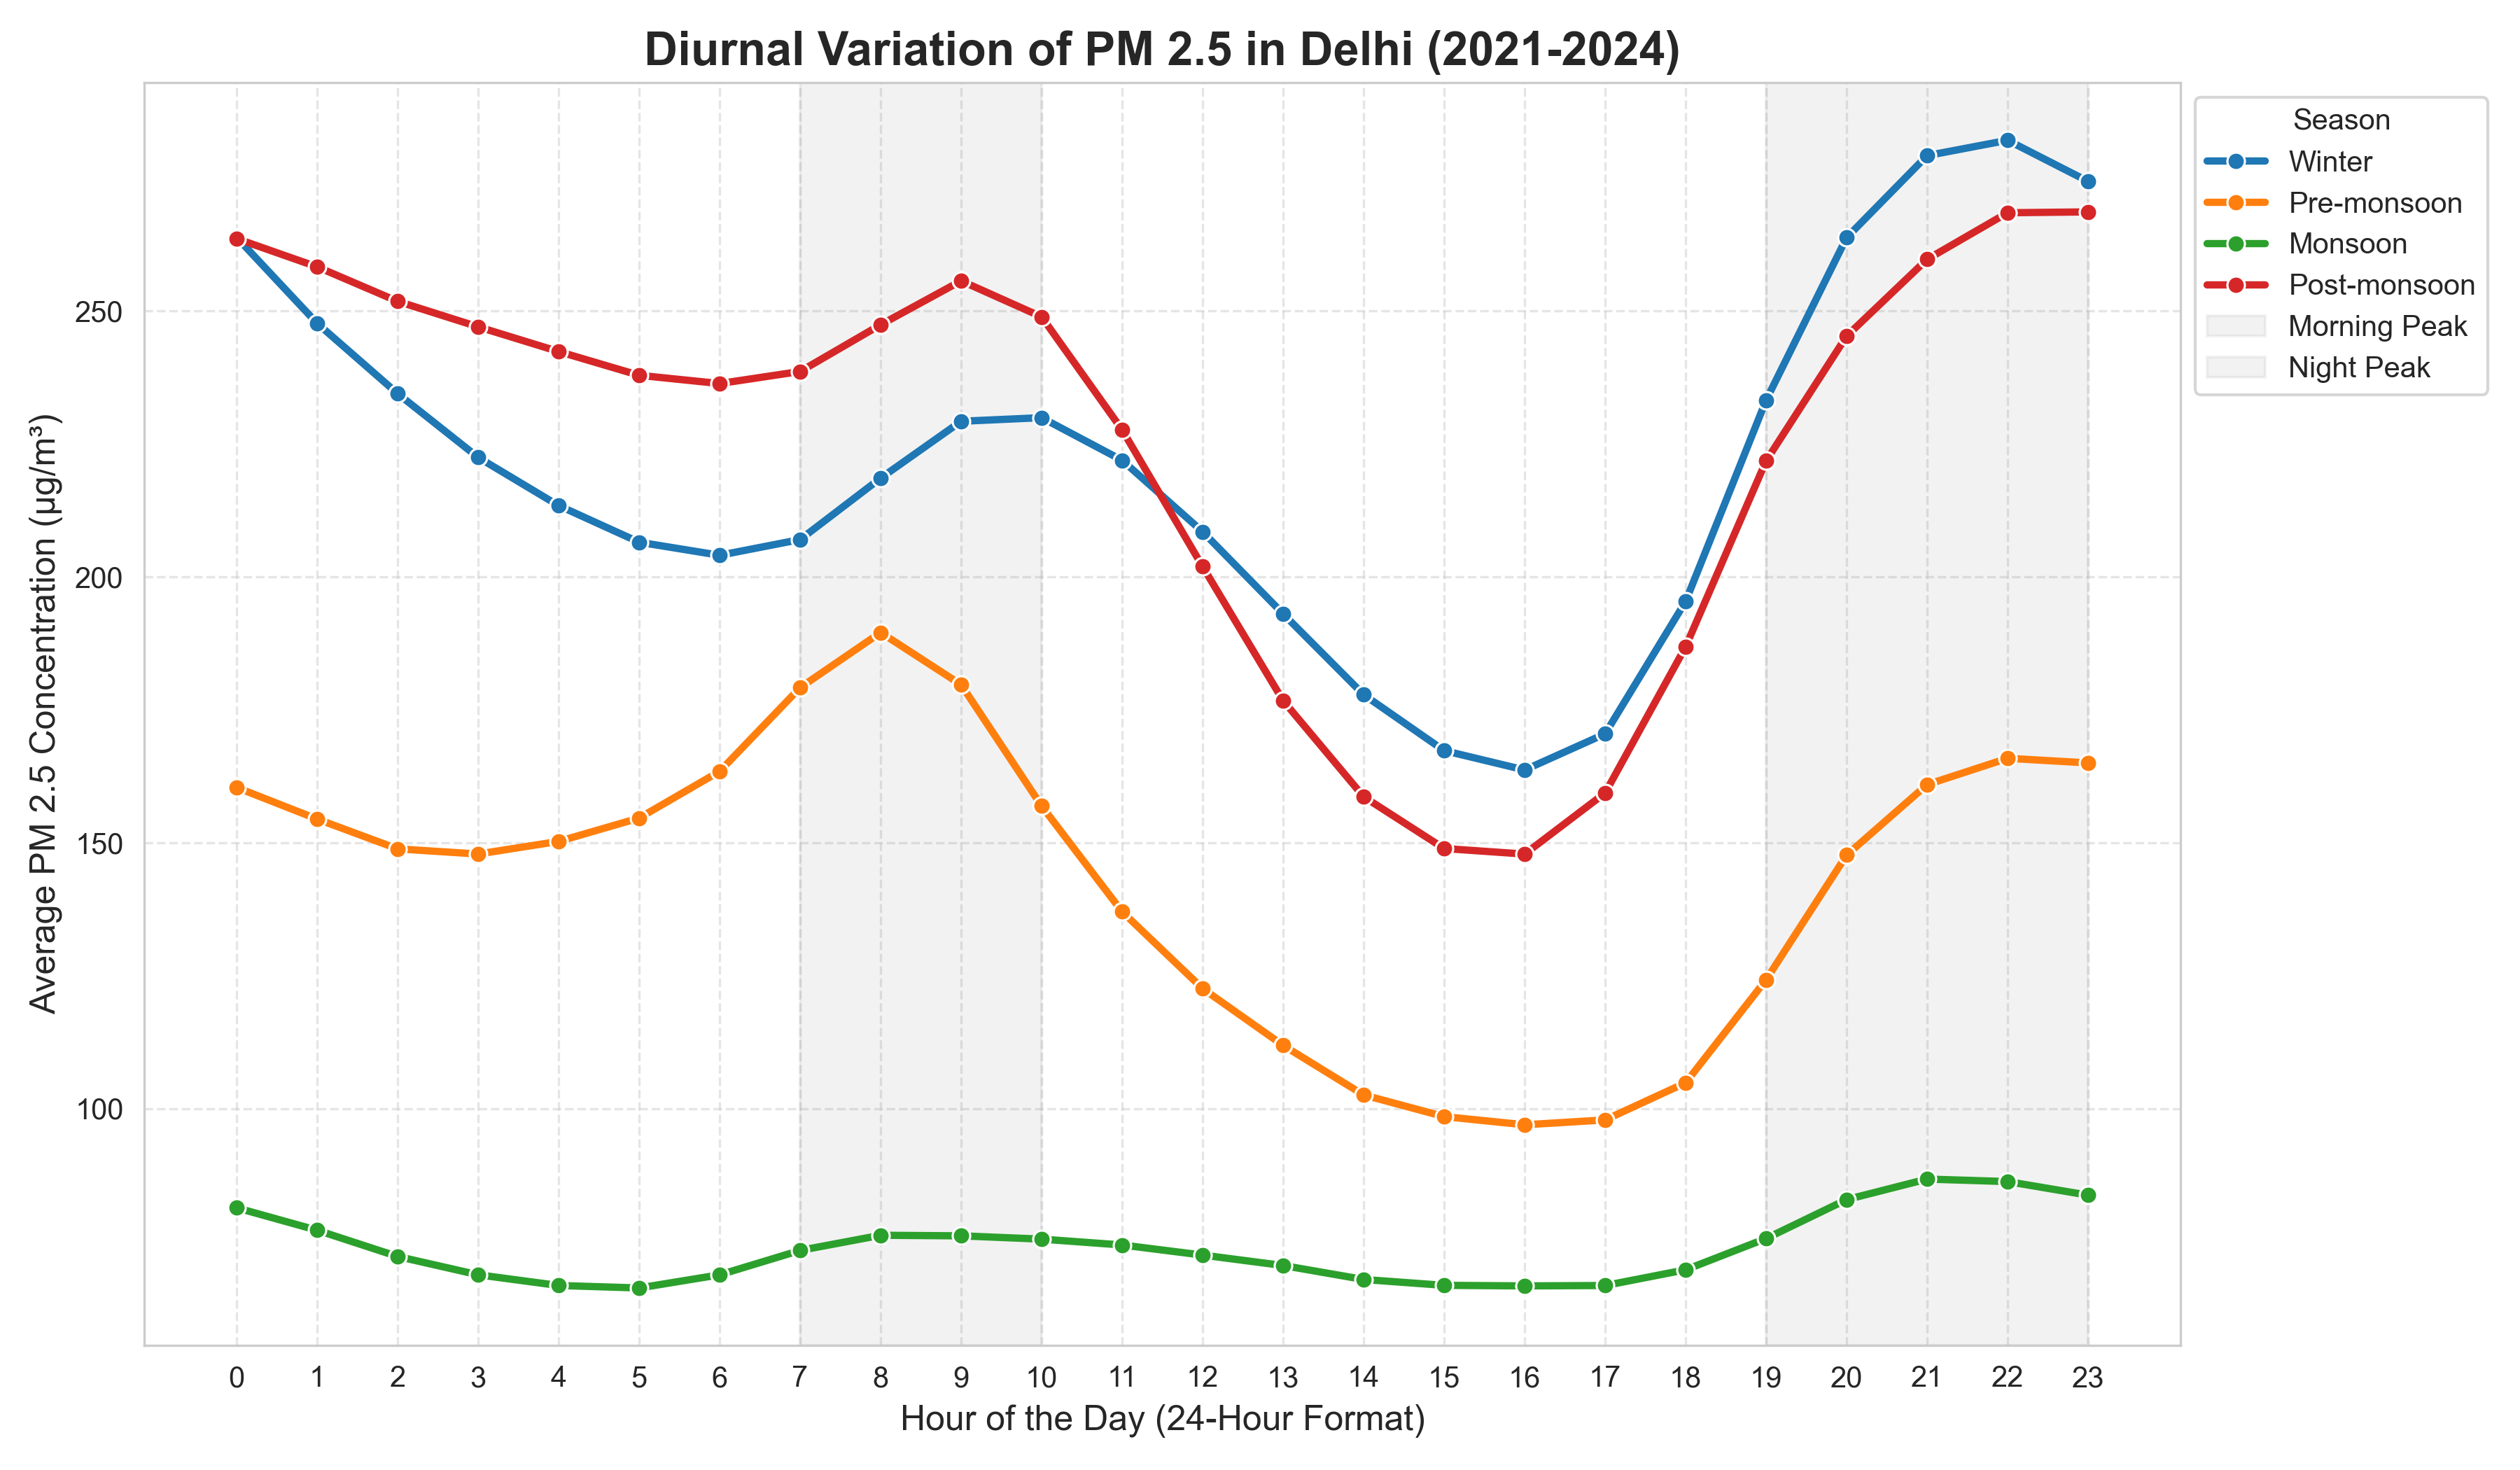 Diurnal Variation of PM 2.5 in Delhi (2021-2024)
Season
Winter
Pre-monsoon
Monsoon
Post-monsoon
Morning Peak
Night Peak
Average PM 2.5 Concentration (µg/m³)
250
200
150
100
0 1 2 3 4 5 6 7 8 9 10 11 12 13 14 15 16 17 18 19 20 21 22 23
Hour of the Day (24-Hour Format)